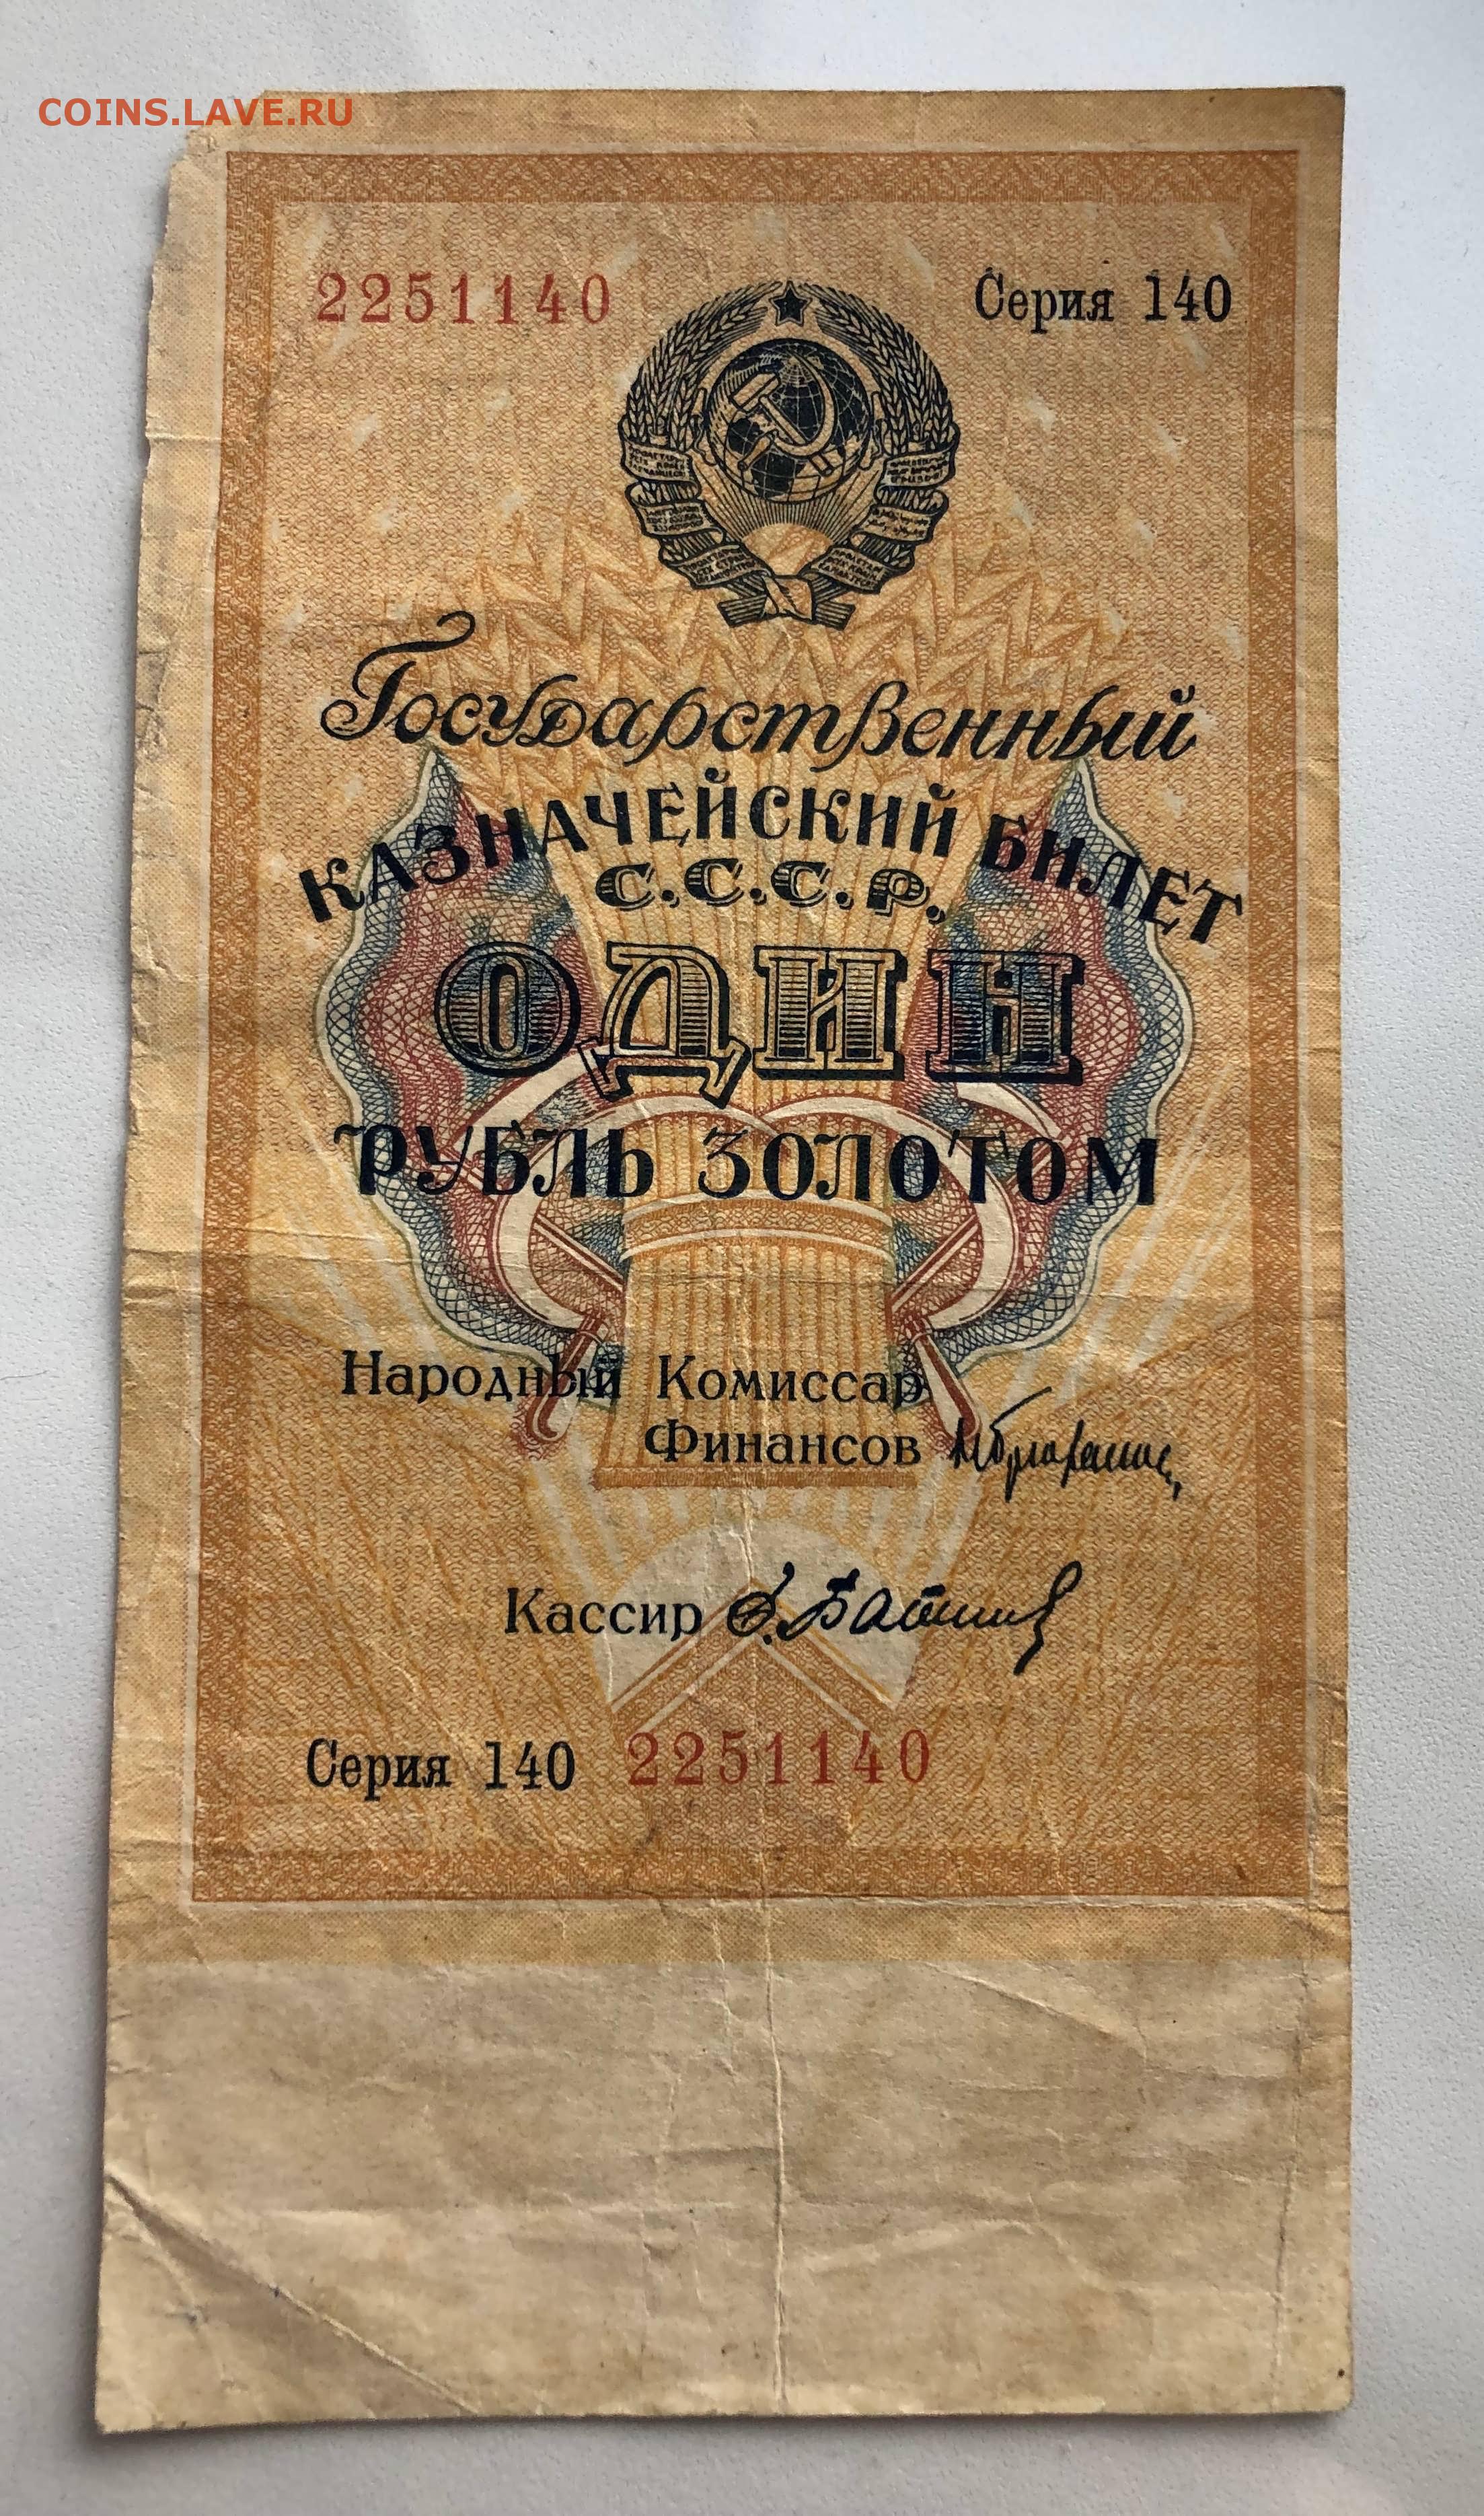 COINS.LAVE.RU
2251140 Серия 140
Государственный
КАЗНАЧЕЙСКИЙ БИЛЕТ
С.С.С.Р.
ОДИН
РУБЛЬ ЗОЛОТОМ
Народный Комиссар
Финансов
Кассир
Серия 140 2251140